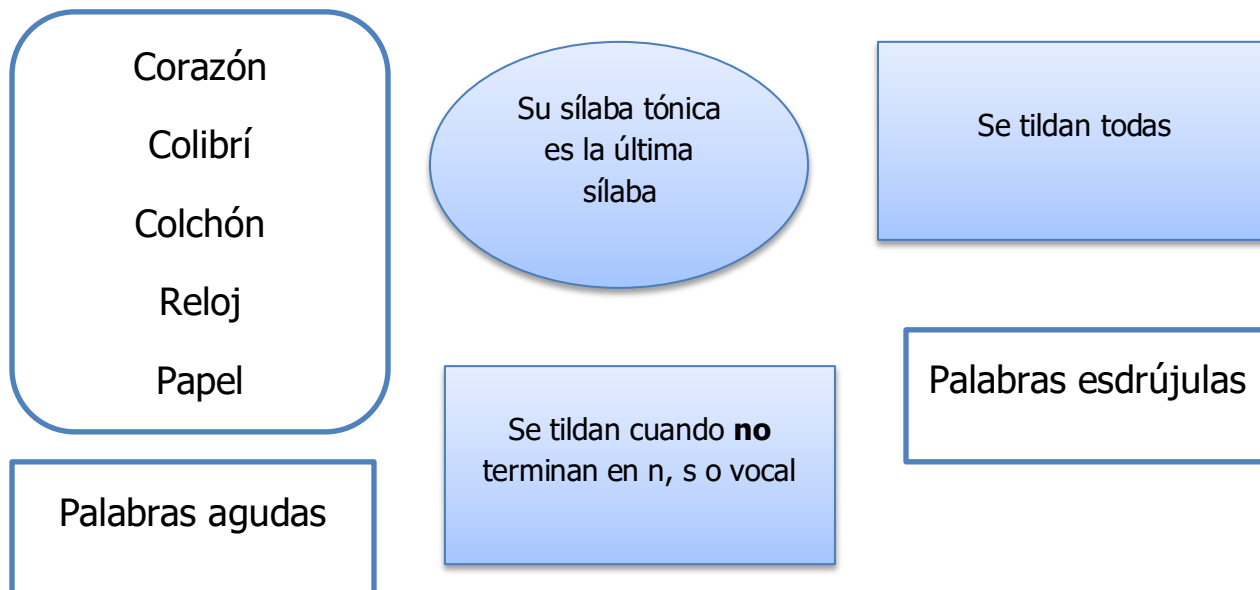 Corazón
Colibrí
Colchón
Reloj
Papel
Su sílaba tónica
es la última
sílaba
Se tildan todas
Palabras esdrújulas
Se tildan cuando no
terminan en n, s o vocal
Palabras agudas